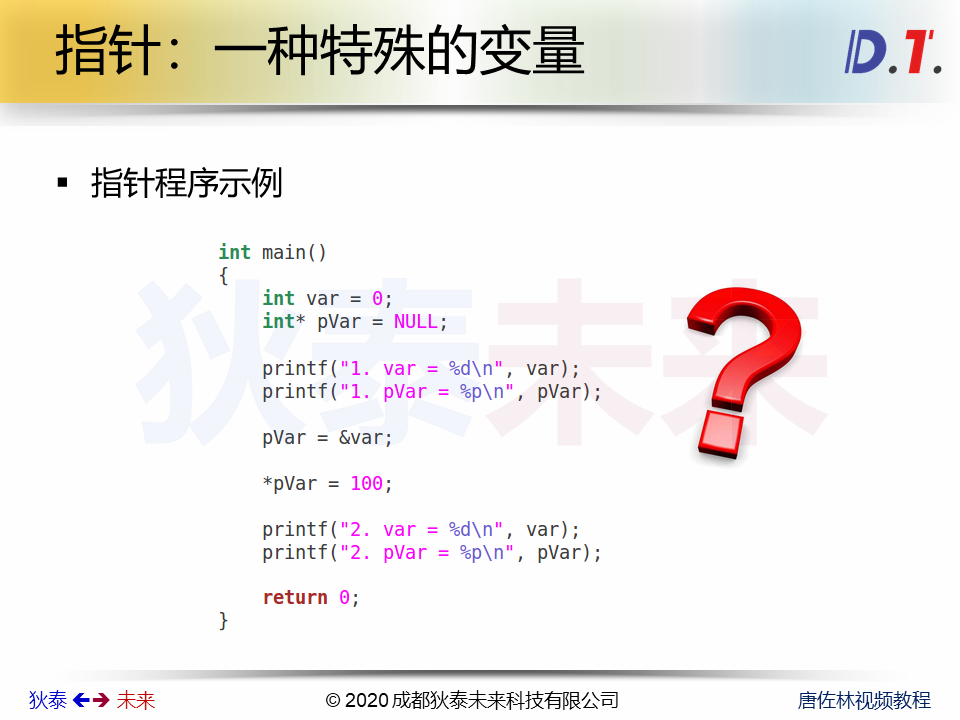 指针：一种特殊的变量
D.T.
▪ 指针程序示例
int main()
{
    int var = 0;
    int* pVar = NULL;

    printf("1. var = %d\n", var);
    printf("1. pVar = %p\n", pVar);

    pVar = &var;

    *pVar = 100;

    printf("2. var = %d\n", var);
    printf("2. pVar = %p\n", pVar);

    return 0;
}
狄泰未来
狄泰 未来
© 2020 成都狄泰未来科技有限公司
唐佐林视频教程